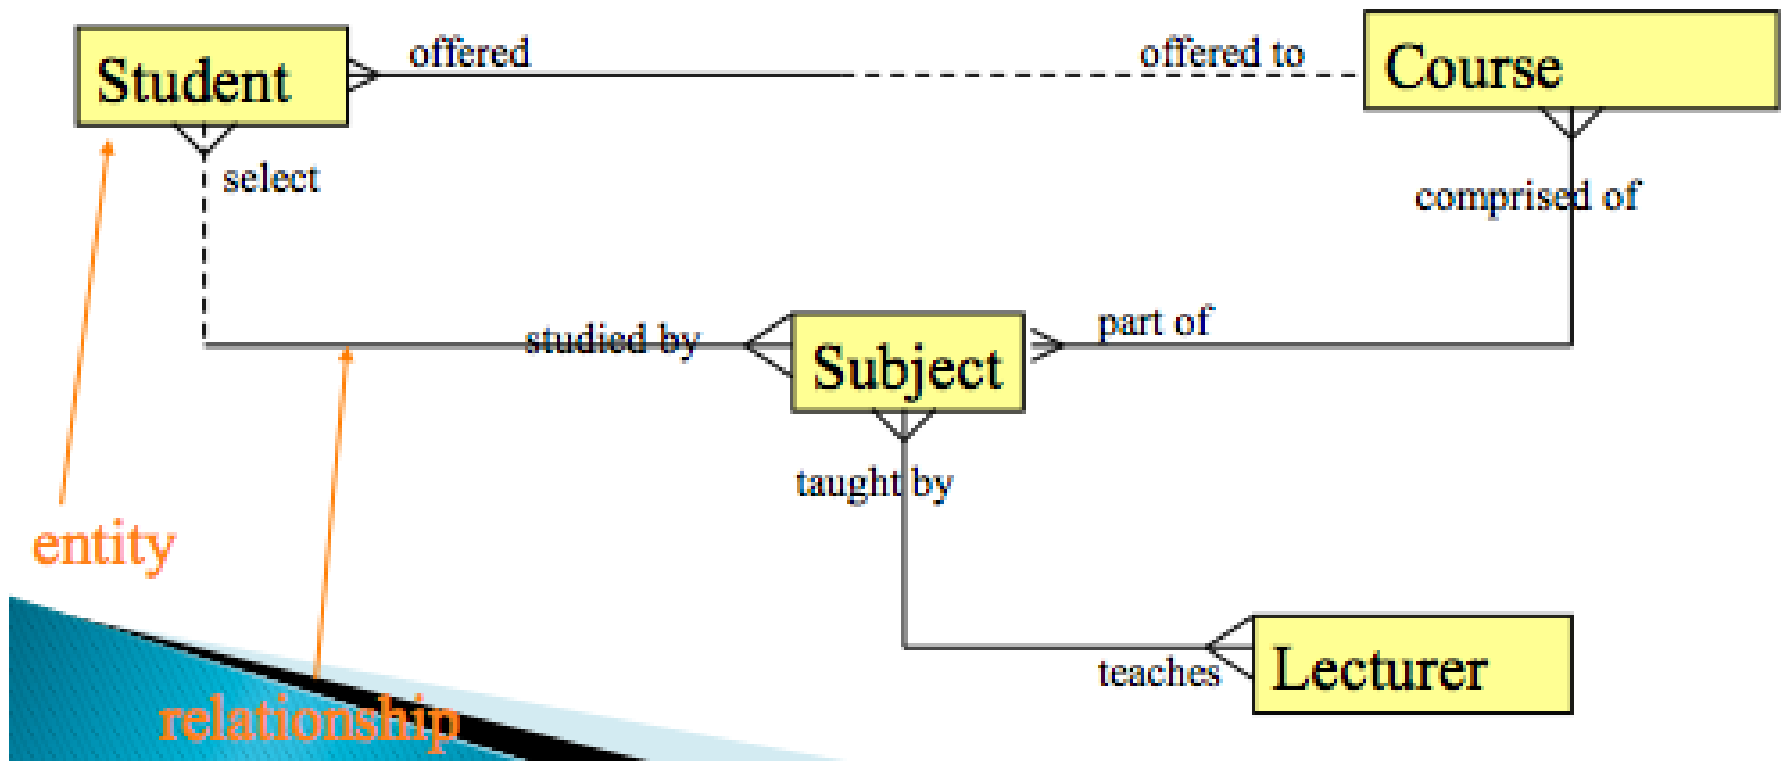 Student
offered
offered to
Course
select
comprised of
studied by
Subject
part of
taught by
entity
teaches
Lecturer
relationship